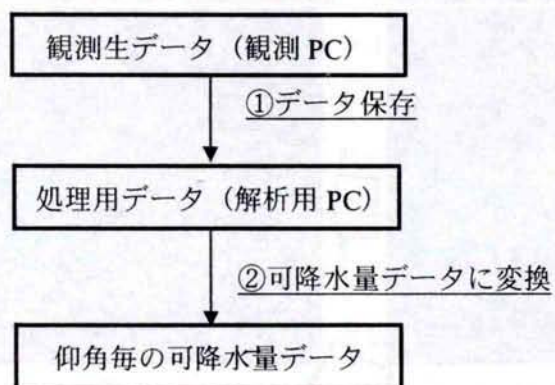 観測生データ（観測 PC）
①データ保存
処理用データ（解析用 PC）
②可降水量データに変換
仰角毎の可降水量データ